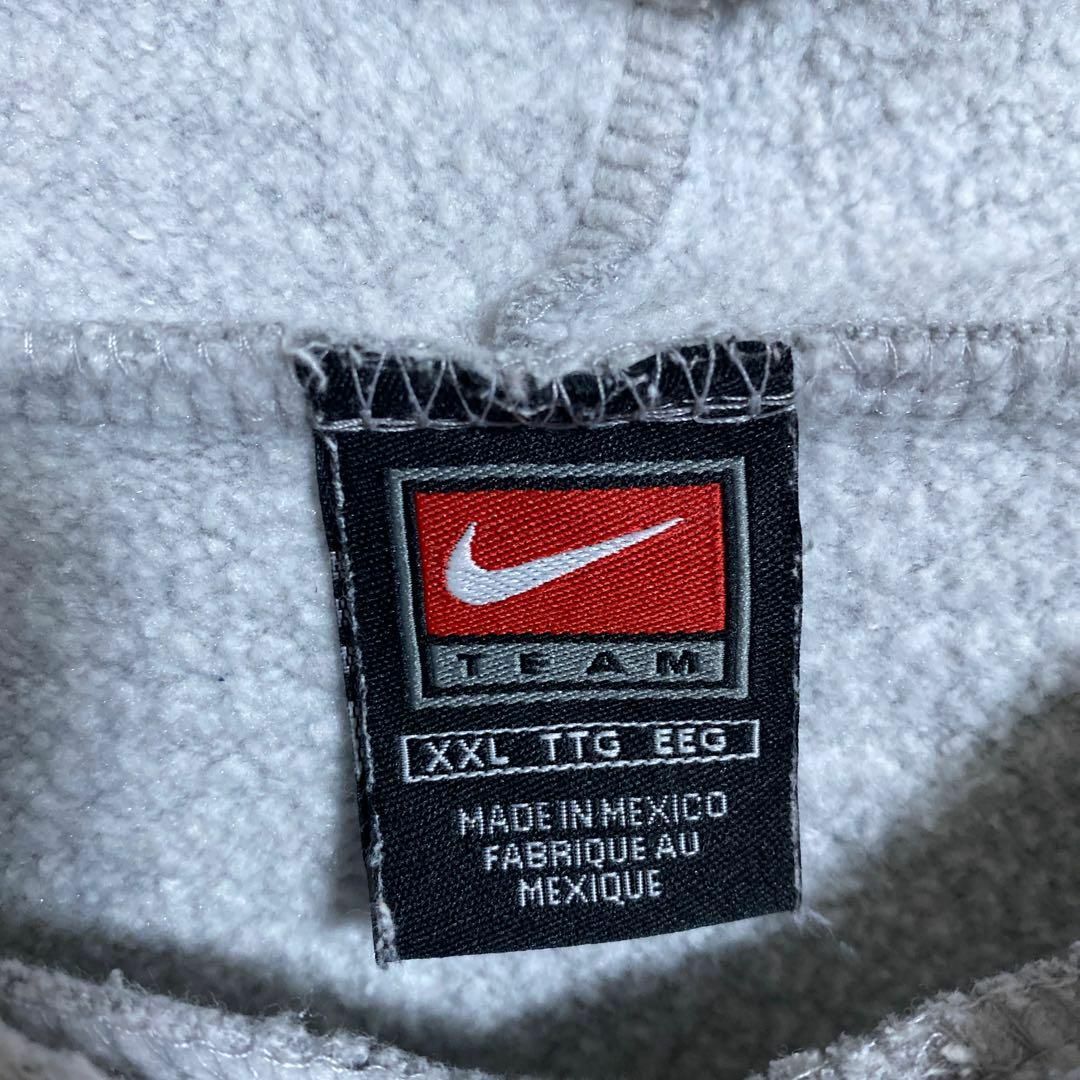 TEAM
XXL TTG EEG
MADE IN MEXICO
FABRIQUE AU
MEXIQUE